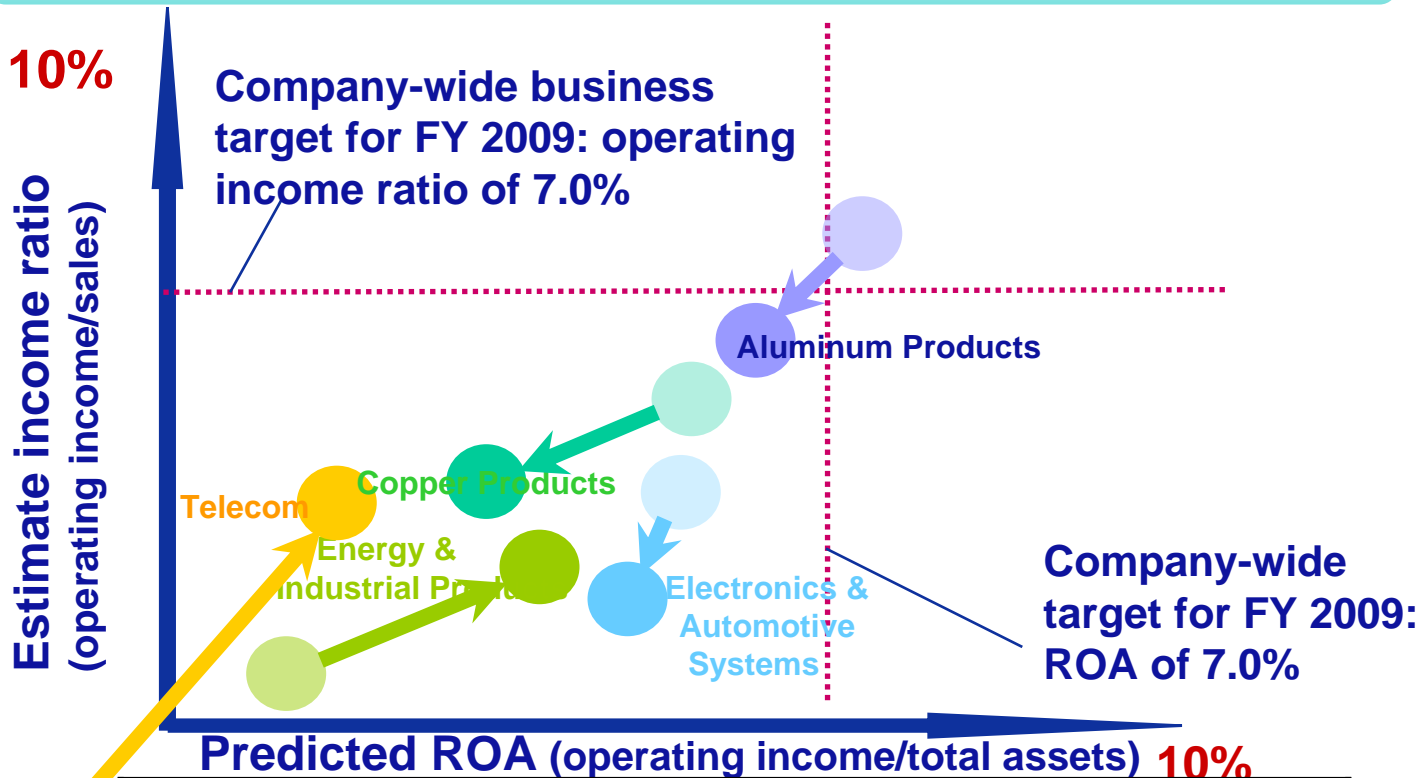 10%
Company-wide business
target for FY 2009: operating
income ratio of 7.0%
Estimate income ratio
(operating income/sales)
Aluminum Products
Copper Products
Telecom
Energy &
Industrial Products
Electronics &
Automotive
Systems
Company-wide
target for FY 2009:
ROA of 7.0%
Predicted ROA (operating income/total assets) 10%